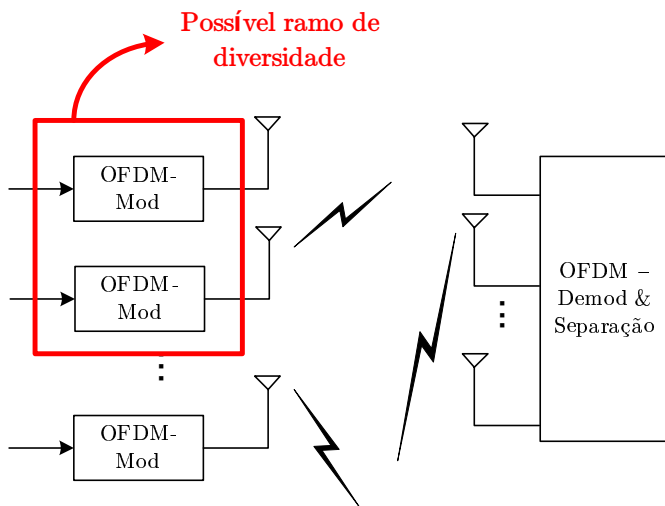 Possível ramo de
diversidade
OFDM-
Mod
OFDM-
Mod
OFDM-
Mod
OFDM –
Demod &
Separação